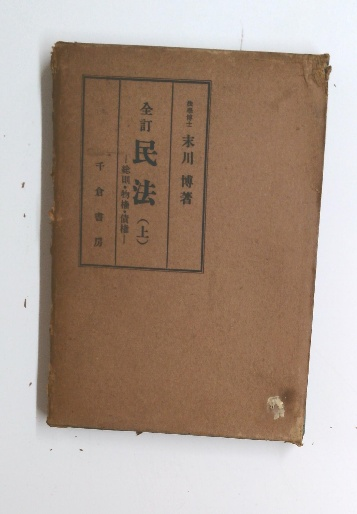 法學博士
末川 博著
全訂
民法（上）
―総則・物権・債権―
千倉書房